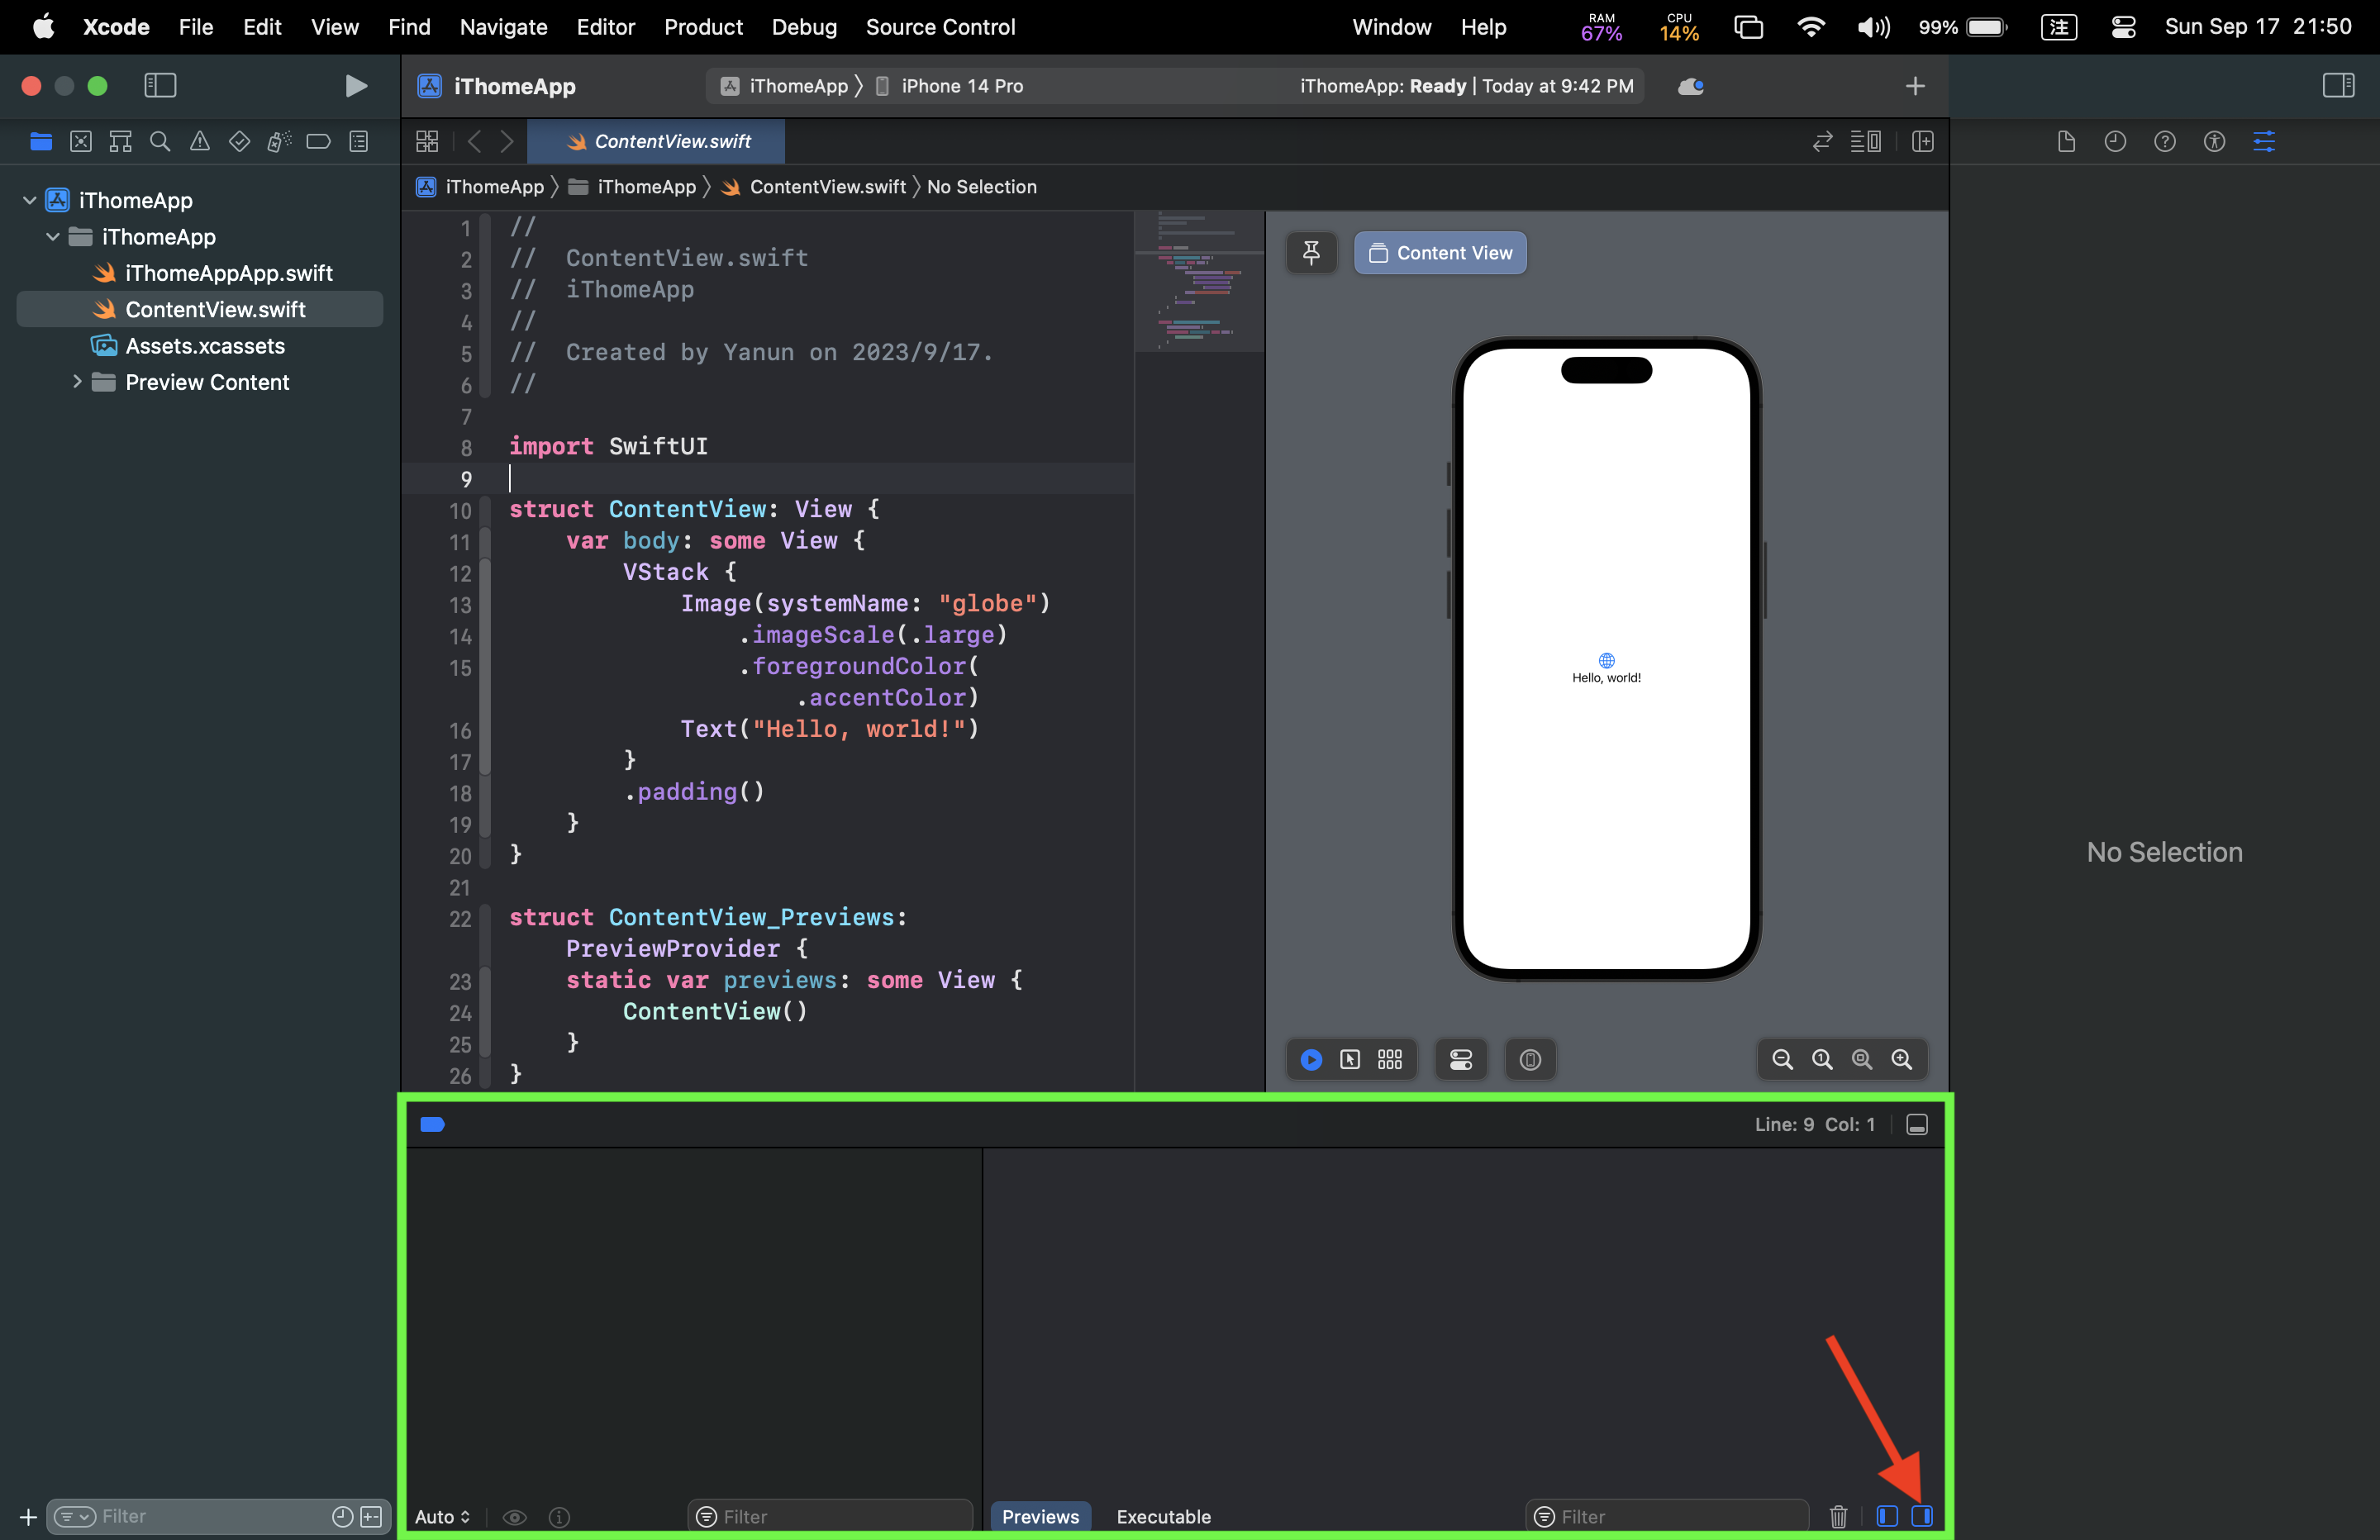 Xcode File Edit View Find Navigate Editor Product Debug Source Control Window Help RAM 67% CPU 14% 99% 注 Sun Sep 17 21:50
iThomeApp iThomeApp iPhone 14 Pro iThomeApp: Ready | Today at 9:42 PM
ContentView.swift
iThomeApp iThomeApp ContentView.swift No Selection
iThomeApp
iThomeApp
iThomeAppApp.swift
ContentView.swift
Assets.xcassets
Preview Content
1 //
2 //  ContentView.swift
3 //  iThomeApp
4 //
5 //  Created by Yanun on 2023/9/17.
6 //
7
8 import SwiftUI
9
10 struct ContentView: View {
11     var body: some View {
12         VStack {
13             Image(systemName: "globe")
14                 .imageScale(.large)
15                 .foregroundColor(
                    .accentColor)
16             Text("Hello, world!")
17         }
18         .padding()
19     }
20 }
21
22 struct ContentView_Previews:
    PreviewProvider {
23     static var previews: some View {
24         ContentView()
25     }
26 }
Content View
Hello, world!
No Selection
Line: 9 Col: 1
Filter
Auto Filter
Previews Executable Filter